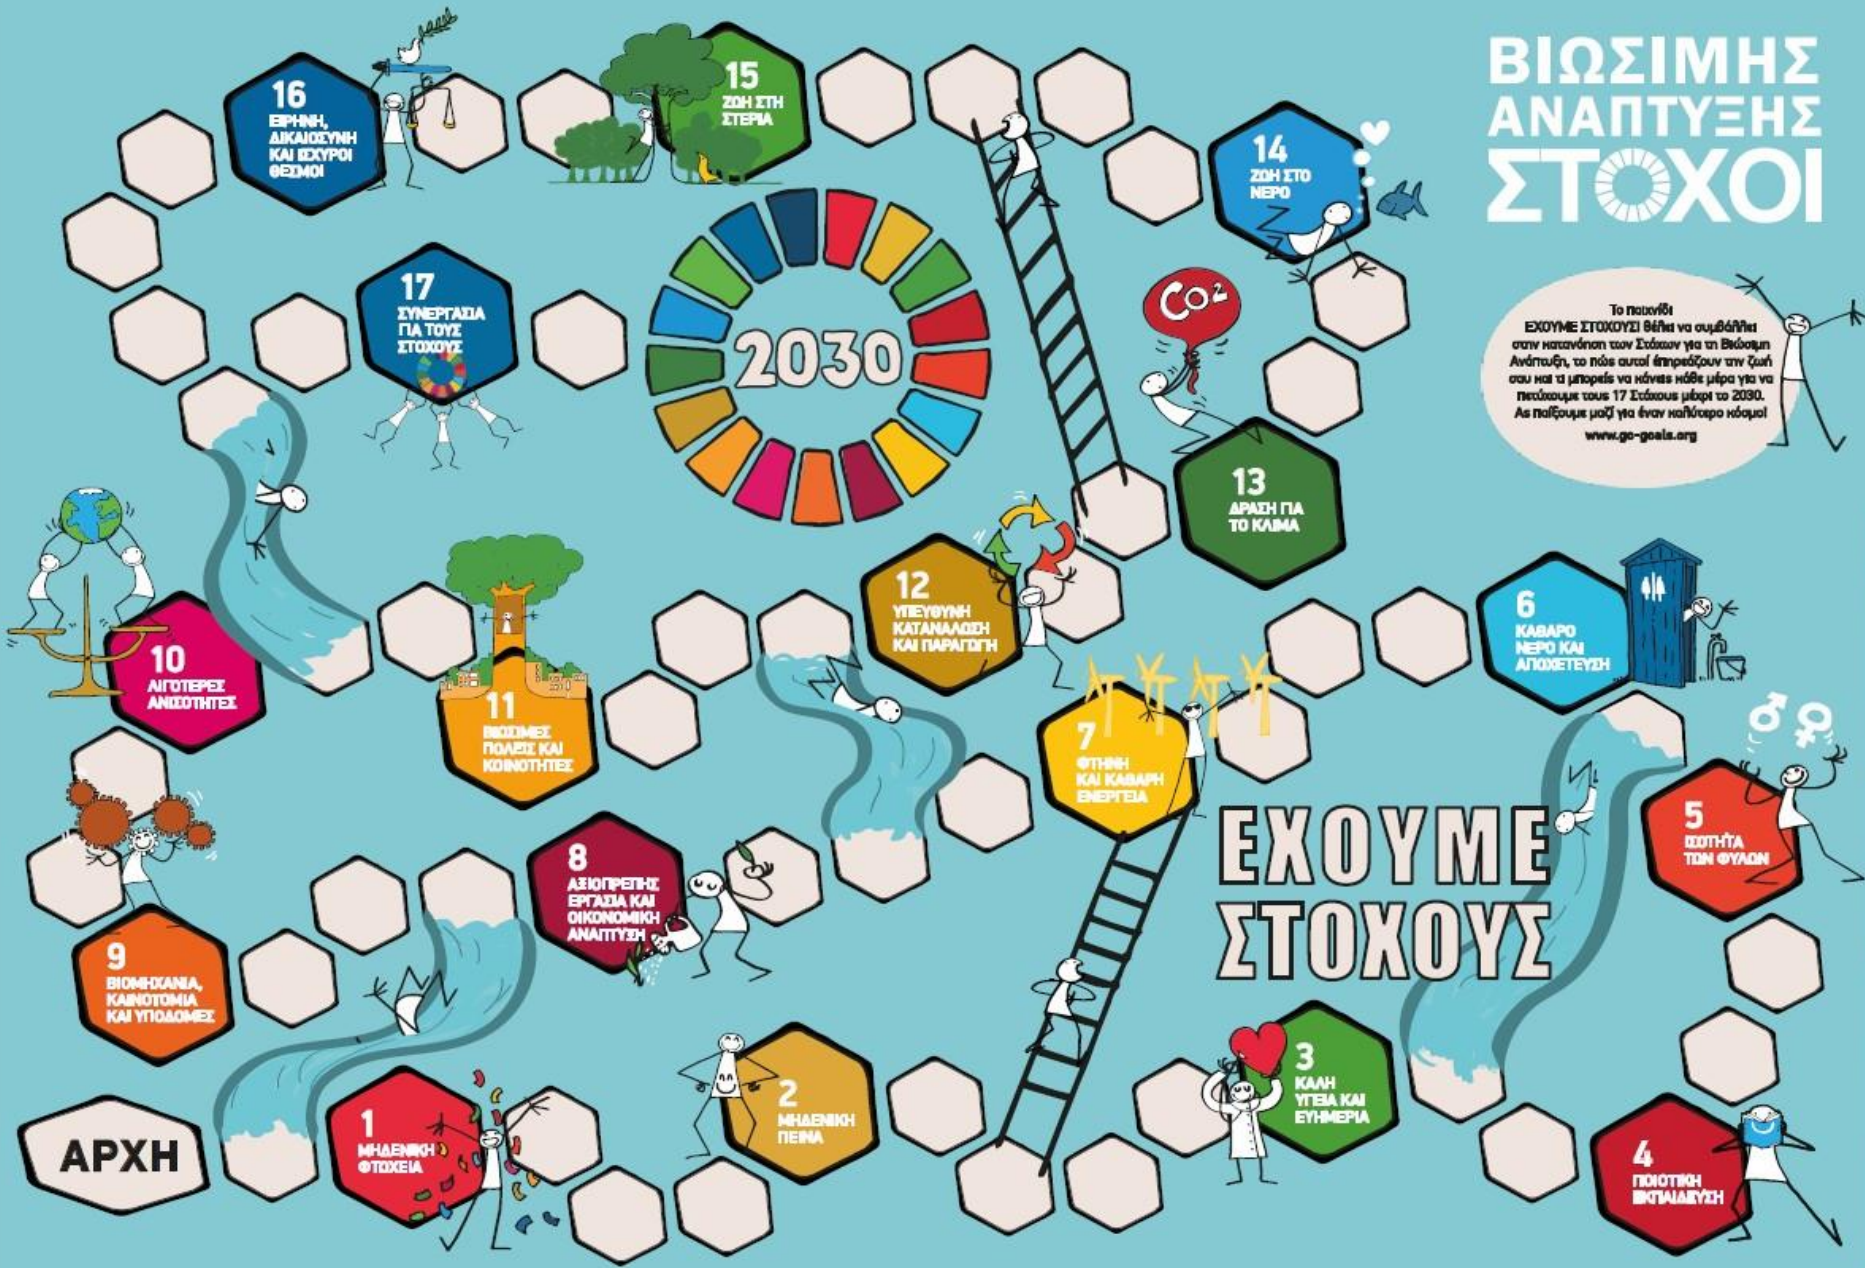 ΒΙΩΣΙΜΗΣ
ΑΝΑΠΤΥΞΗΣ
ΣΤΟΧΟΙ
Το παιχνίδι
ΕΧΟΥΜΕ ΣΤΟΧΟΥΣ! θέλει να συμβάλλει
στην κατανόηση των Στόχων για τη Βιώσιμη
Ανάπτυξη, το πώς αυτοί επηρεάζουν την ζωή
σου και τι μπορείς να κάνεις κάθε μέρα για να
πετύχουμε τους 17 Στόχους μέχρι το 2030.
Ας παίξουμε μαζί για έναν καλύτερο κόσμο!
www.go-goals.org
16
ΕΙΡΗΝΗ,
ΔΙΚΑΙΟΣΥΝΗ
ΚΑΙ ΙΣΧΥΡΟΙ
ΘΕΣΜΟΙ
15
ΖΩΗ ΣΤΗ
ΣΤΕΡΙΑ
14
ΖΩΗ ΣΤΟ
ΝΕΡΟ
17
ΣΥΝΕΡΓΑΣΙΑ
ΓΙΑ ΤΟΥΣ
ΣΤΟΧΟΥΣ
2030
CO2
13
ΔΡΑΣΗ ΓΙΑ
ΤΟ ΚΛΙΜΑ
12
ΥΠΕΥΘΥΝΗ
ΚΑΤΑΝΑΛΩΣΗ
ΚΑΙ ΠΑΡΑΓΩΓΗ
10
ΛΙΓΟΤΕΡΕΣ
ΑΝΙΣΟΤΗΤΕΣ
11
ΒΙΩΣΙΜΕΣ
ΠΟΛΕΙΣ ΚΑΙ
ΚΟΙΝΟΤΗΤΕΣ
6
ΚΑΘΑΡΟ
ΝΕΡΟ ΚΑΙ
ΑΠΟΧΕΤΕΥΣΗ
7
ΦΤΗΝΗ
ΚΑΙ ΚΑΘΑΡΗ
ΕΝΕΡΓΕΙΑ
5
ΙΣΟΤΗΤΑ
ΤΩΝ ΦΥΛΩΝ
8
ΑΞΙΟΠΡΕΠΗΣ
ΕΡΓΑΣΙΑ ΚΑΙ
ΟΙΚΟΝΟΜΙΚΗ
ΑΝΑΠΤΥΞΗ
ΕΧΟΥΜΕ
ΣΤΟΧΟΥΣ
9
ΒΙΟΜΗΧΑΝΙΑ,
ΚΑΙΝΟΤΟΜΙΑ
ΚΑΙ ΥΠΟΔΟΜΕΣ
ΑΡΧΗ
1
ΜΗΔΕΝΙΚΗ
ΦΤΩΧΕΙΑ
2
ΜΗΔΕΝΙΚΗ
ΠΕΙΝΑ
3
ΚΑΛΗ
ΥΓΕΙΑ ΚΑΙ
ΕΥΗΜΕΡΙΑ
4
ΠΟΙΟΤΙΚΗ
ΕΚΠΑΙΔΕΥΣΗ